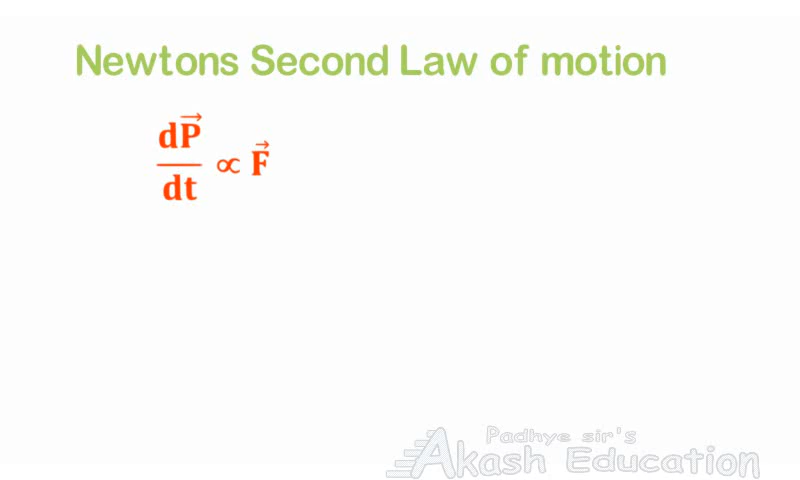 Newtons Second Law of motion
dP⃗/dt ∝ F⃗
Padhye sir's
Akash Education